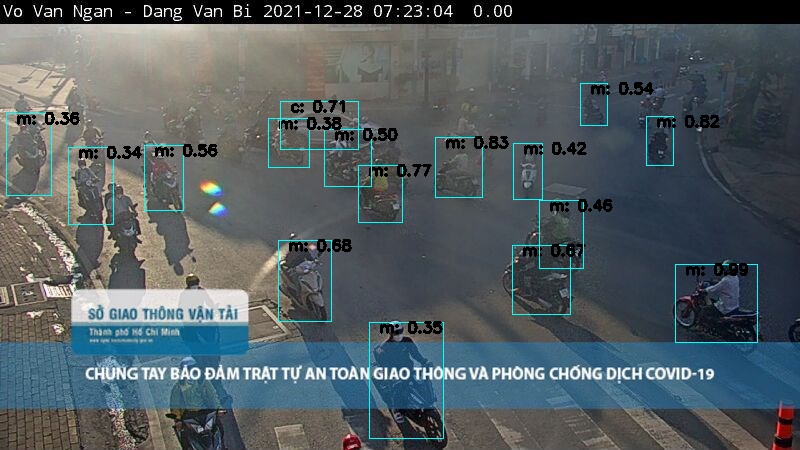 Vo Van Ngan - Dang Van Bi 2021-12-28 07:23:04  0.00
m: 0.54
c: 0.71
m: 0.36
m: 0.38
m: 0.50
m: 0.82
m: 0.34
m: 0.56
m: 0.83
m: 0.42
m: 0.77
m: 0.46
m: 0.68
m: 0.67
m: 0.99
SỞ GIAO THÔNG VẬN TẢI
Thành phố Hồ Chí Minh
m: 0.35
CHUNG TAY BẢO ĐẢM TRẬT TỰ AN TOÀN GIAO THÔNG VÀ PHÒNG CHỐNG DỊCH COVID-19